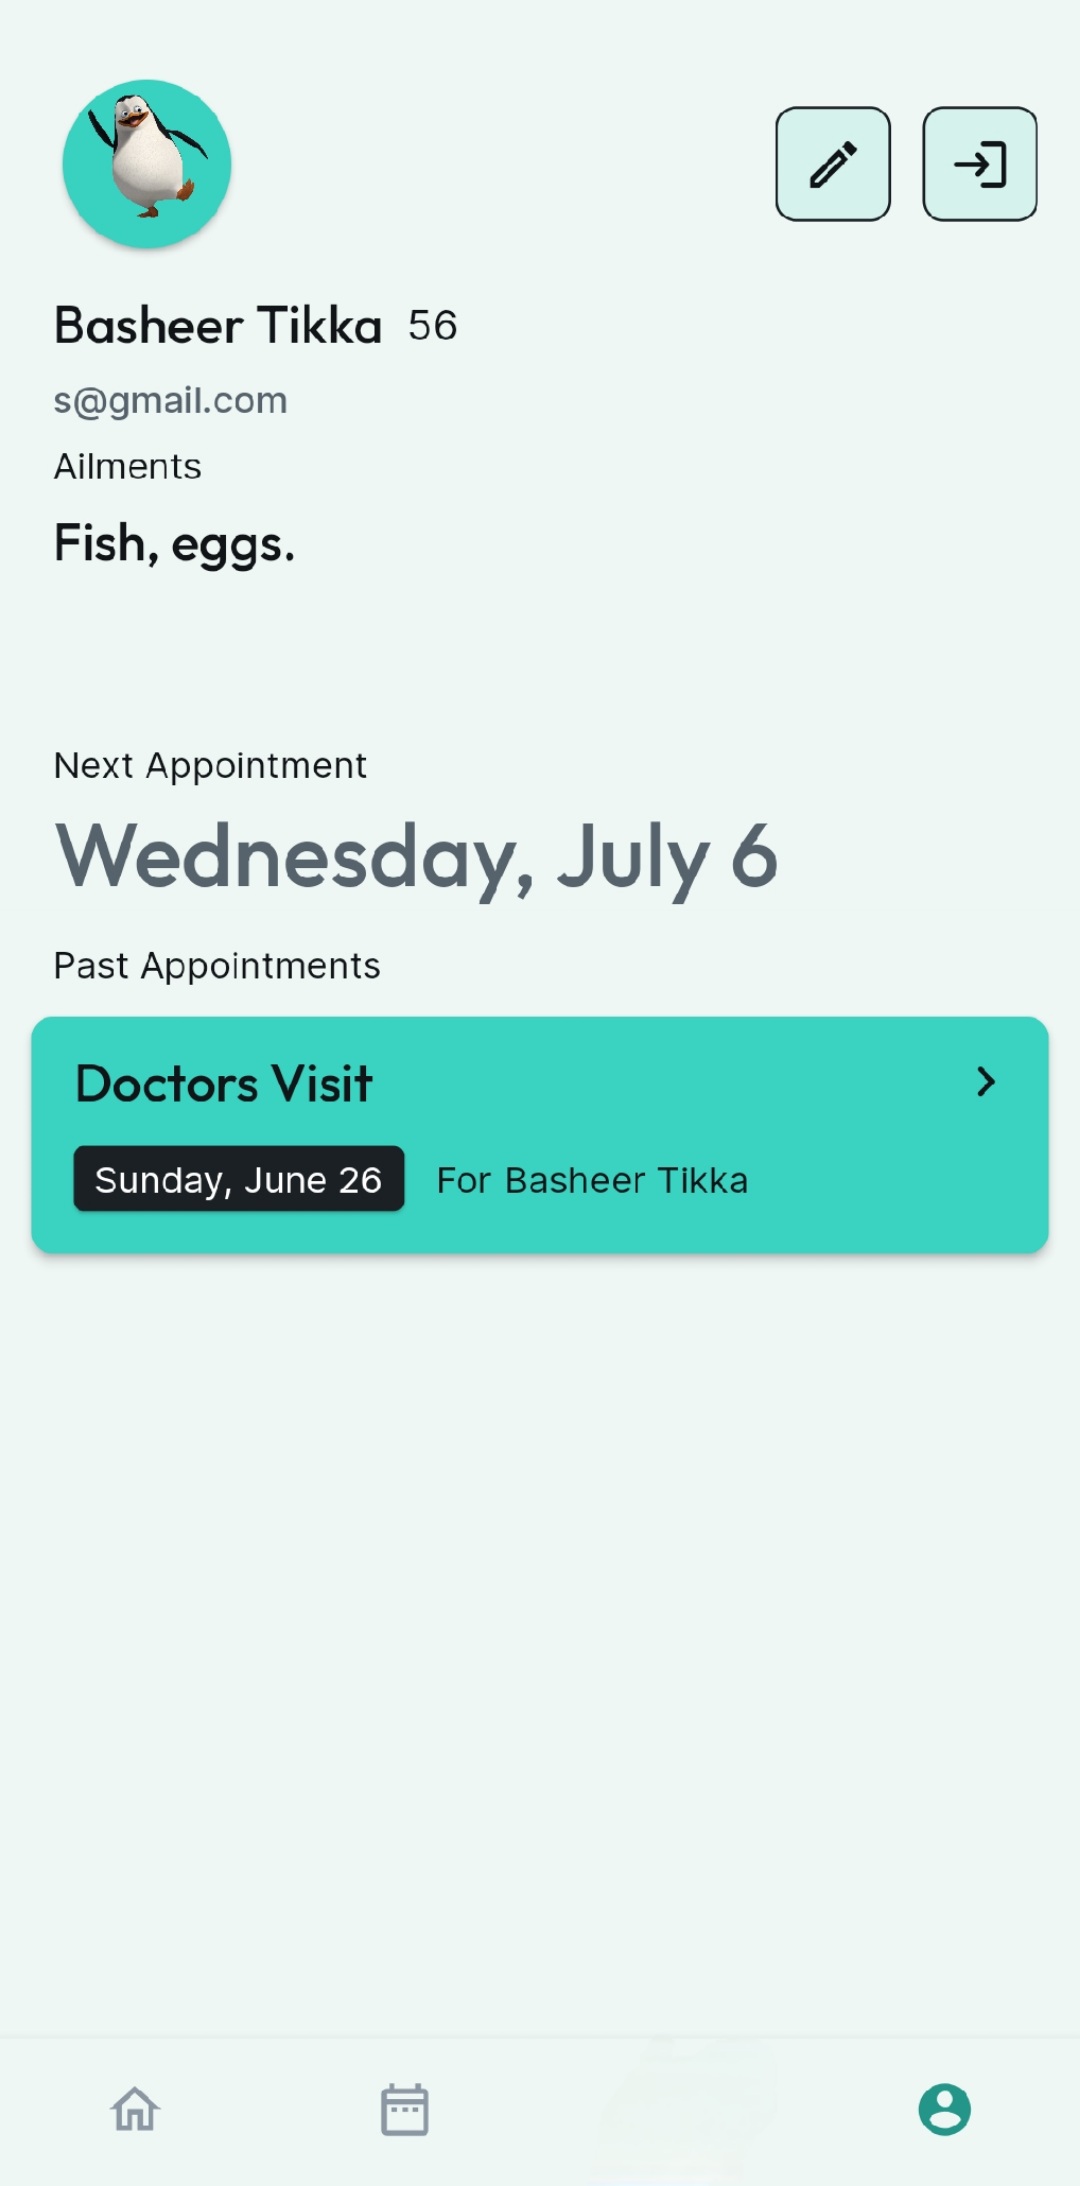 Basheer Tikka 56
s@gmail.com
Ailments
Fish, eggs.
Next Appointment
Wednesday, July 6
Past Appointments
Doctors Visit
Sunday, June 26 For Basheer Tikka